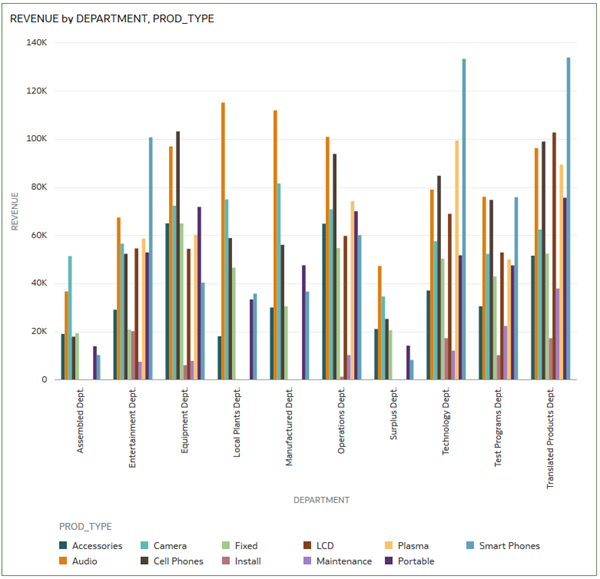 REVENUE by DEPARTMENT, PROD_TYPE
140K
120K
100K
80K
60K
40K
20K
0
REVENUE
Assembled Dept.
Entertainment Dept.
Equipment Dept.
Local Plants Dept.
Manufactured Dept.
Operations Dept.
Surplus Dept.
Technology Dept.
Test Programs Dept.
Translated Products Dept.
DEPARTMENT
PROD_TYPE
Accessories Camera Fixed LCD Plasma Smart Phones
Audio Cell Phones Install Maintenance Portable